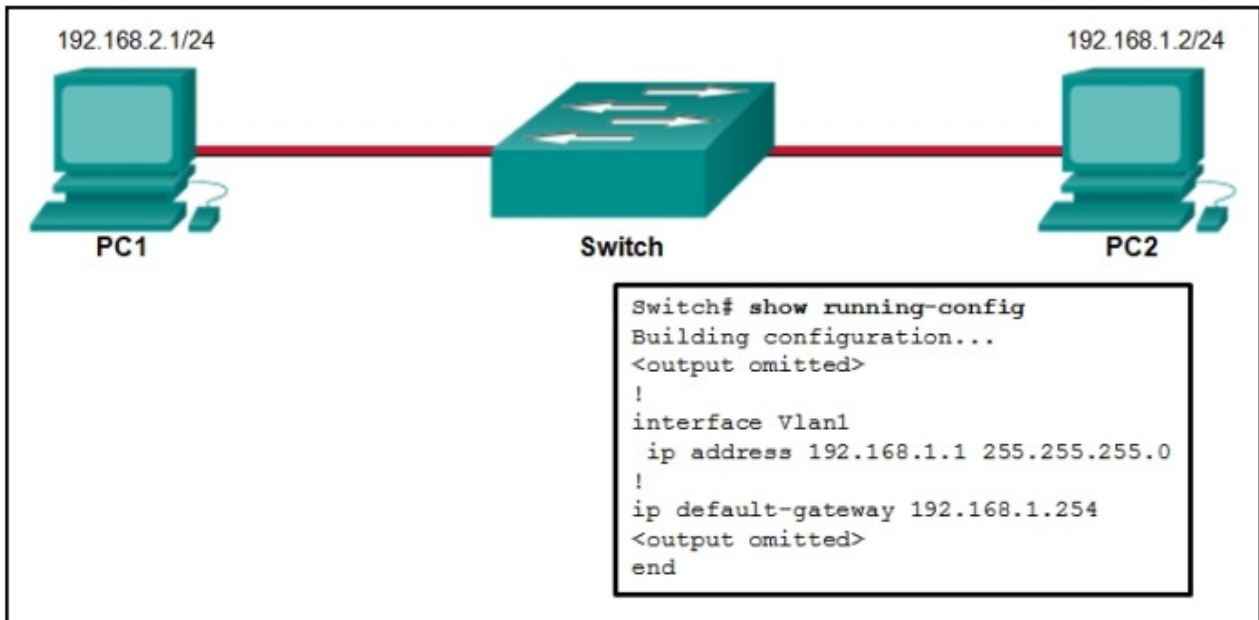 192.168.2.1/24
192.168.1.2/24
PC1
Switch
PC2
Switch# show running-config
Building configuration...
<output omitted>
!
interface Vlan1
 ip address 192.168.1.1 255.255.255.0
!
ip default-gateway 192.168.1.254
<output omitted>
end